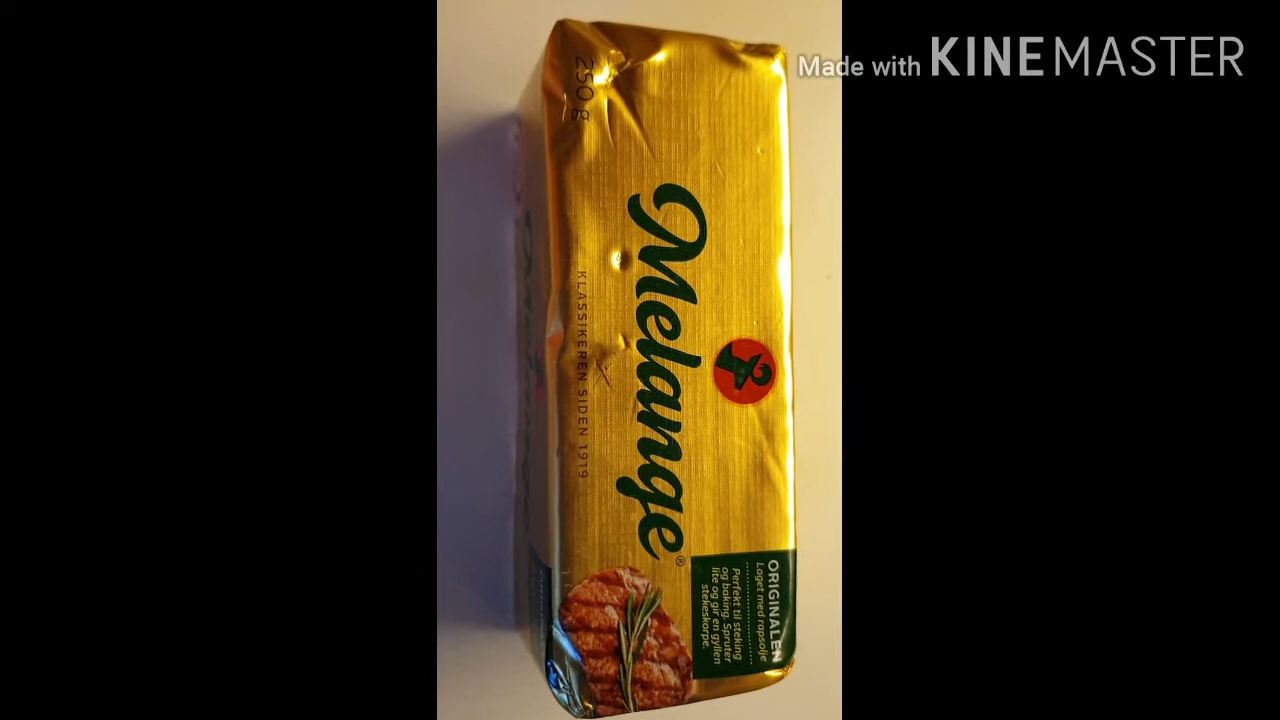 Made with KINEMASTER
ORIGINALEN
Laget med rapsolje
Perfekt til steking
og baking. Spruter
lite og gir en gyllen
stekeskorpe.
Melange®
KLASSIKEREN SIDEN 1919
250 g